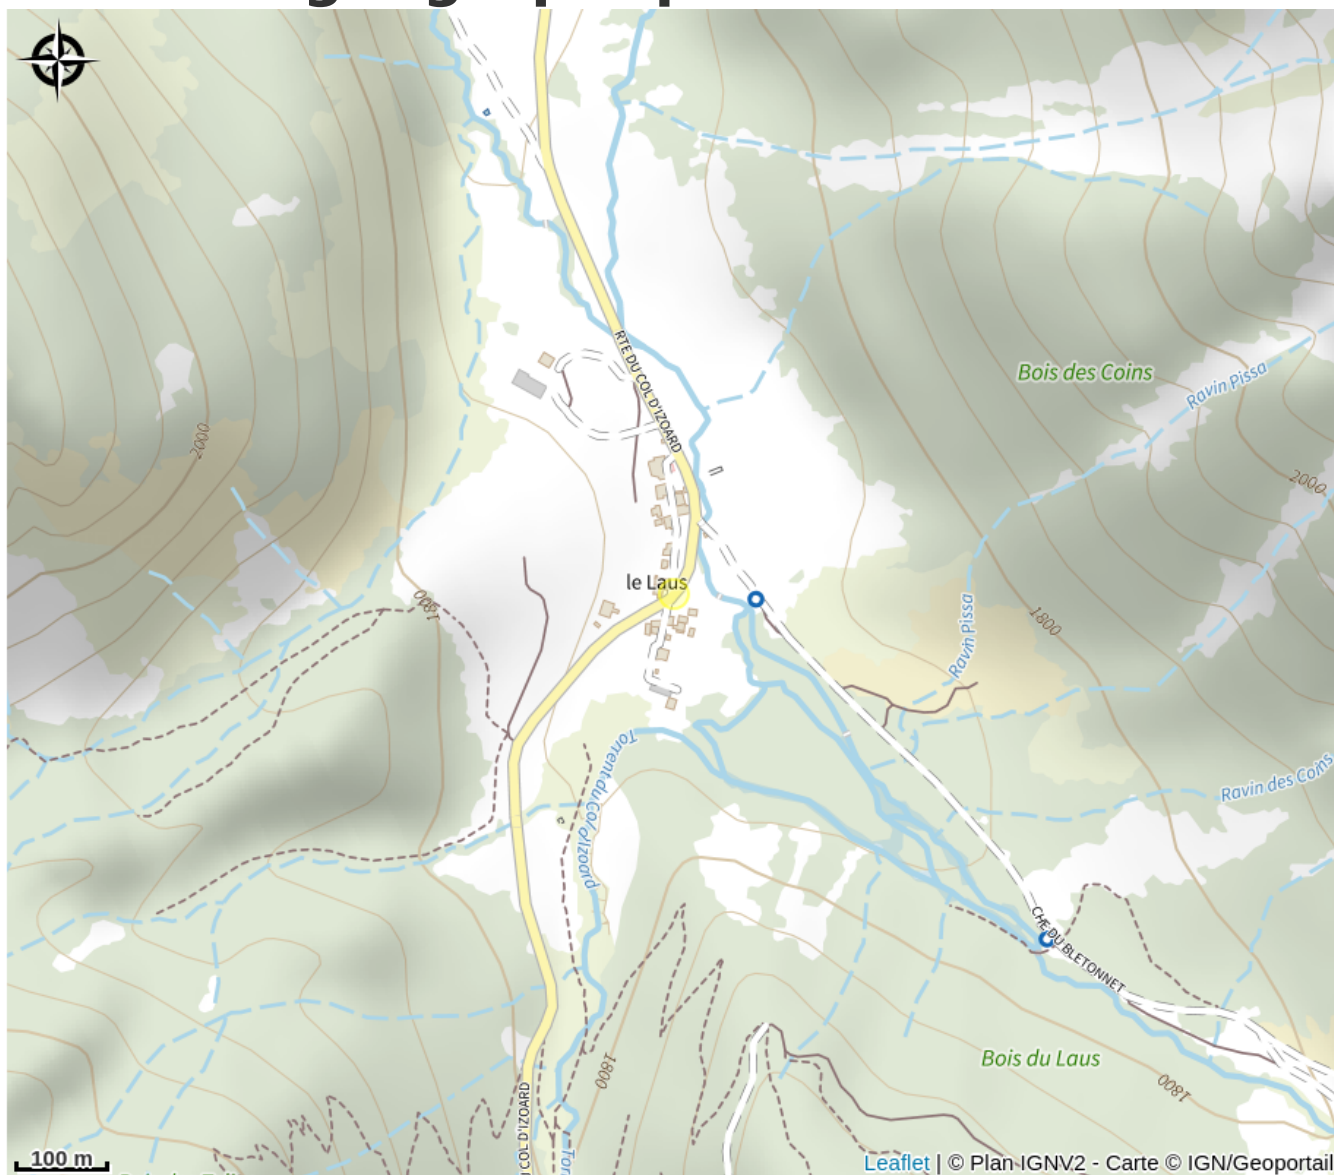 RTE DU COL D'IZOARD
Bois des Coins
Ravin Pissa
2000
2000
le Laus
1800
1800
Ravin Pissa
Torrent du Col d'Izoard
Ravin des Coins
CHE DU BLETONNET
Bois du Laus
1800
1800
COL D'IZOARD
100 m
Leaflet | © Plan IGNV2 - Carte © IGN/Geoportail